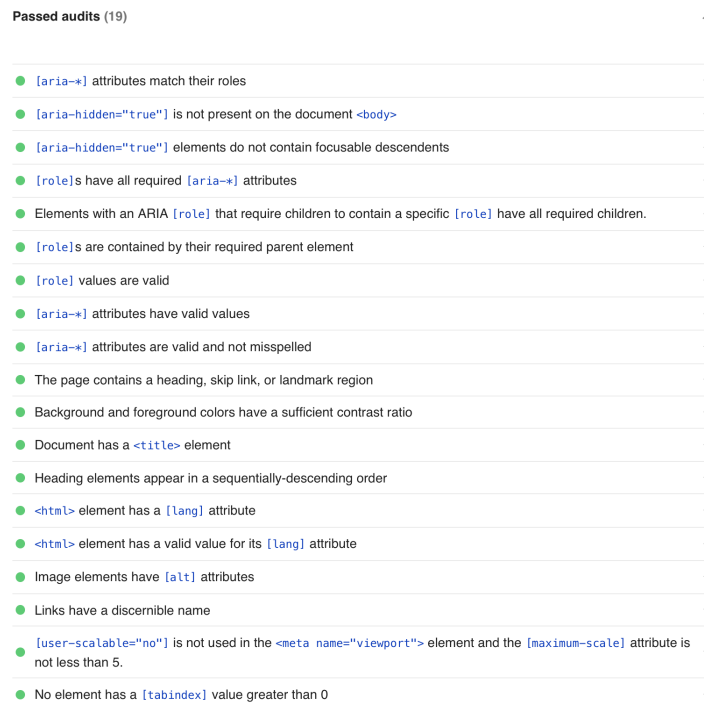 Passed audits (19)
[aria-*] attributes match their roles
[aria-hidden="true"] is not present on the document <body>
[aria-hidden="true"] elements do not contain focusable descendents
[role]s have all required [aria-*] attributes
Elements with an ARIA [role] that require children to contain a specific [role] have all required children.
[role]s are contained by their required parent element
[role] values are valid
[aria-*] attributes have valid values
[aria-*] attributes are valid and not misspelled
The page contains a heading, skip link, or landmark region
Background and foreground colors have a sufficient contrast ratio
Document has a <title> element
Heading elements appear in a sequentially-descending order
<html> element has a [lang] attribute
<html> element has a valid value for its [lang] attribute
Image elements have [alt] attributes
Links have a discernible name
[user-scalable="no"] is not used in the <meta name="viewport"> element and the [maximum-scale] attribute is
not less than 5.
No element has a [tabindex] value greater than 0